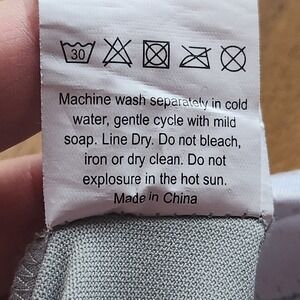 30
Machine wash separately in cold
water, gentle cycle with mild
soap. Line Dry. Do not bleach,
iron or dry clean. Do not
explosure in the hot sun.
Made in China